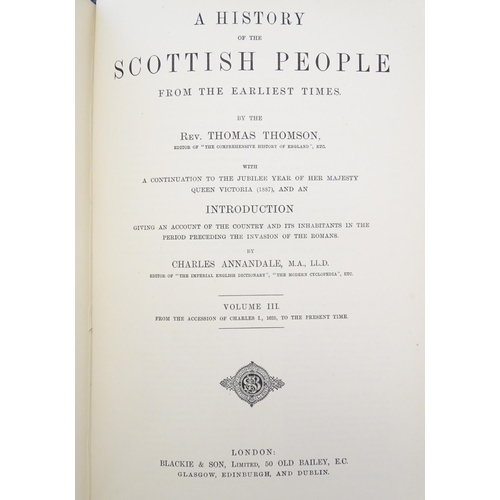 A HISTORY
OF THE
SCOTTISH PEOPLE
FROM THE EARLIEST TIMES.
BY THE
REV. THOMAS THOMSON,
EDITOR OF "THE COMPREHENSIVE HISTORY OF ENGLAND", ETC.
WITH
A CONTINUATION TO THE JUBILEE YEAR OF HER MAJESTY
QUEEN VICTORIA (1887), AND AN
INTRODUCTION
GIVING AN ACCOUNT OF THE COUNTRY AND ITS INHABITANTS IN THE
PERIOD PRECEDING THE INVASION OF THE ROMANS.
BY
CHARLES ANNANDALE, M.A., LL.D.
EDITOR OF "THE IMPERIAL ENGLISH DICTIONARY", "THE MODERN CYCLOPEDIA", ETC.
VOLUME III.
FROM THE ACCESSION OF CHARLES I., 1625, TO THE PRESENT TIME.
LONDON:
BLACKIE & SON, LIMITED, 50 OLD BAILEY, E.C.
GLASGOW, EDINBURGH, AND DUBLIN.